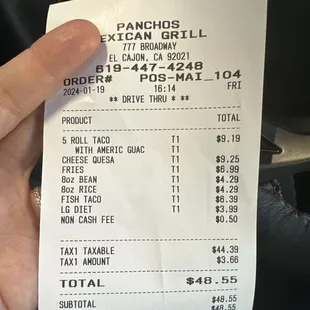 PANCHOS
MEXICAN GRILL
777 BROADWAY
EL CAJON, CA 92021
619-447-4248
ORDER# POS-MAI_104
2024-01-19 16:14 FRI
** DRIVE THRU *
PRODUCT TOTAL
5 ROLL TACO T1 $9.19
WITH AMERIC GUAC T1
CHEESE QUESA T1 $9.25
FRIES T1 $6.99
8oz BEAN T1 $4.29
8oz RICE T1 $4.29
FISH TACO T1 $6.39
LG DIET T1 $3.99
NON CASH FEE $0.50
TAX1 TAXABLE $44.39
TAX1 AMOUNT $3.66
TOTAL $48.55
SUBTOTAL $48.55
$48.55